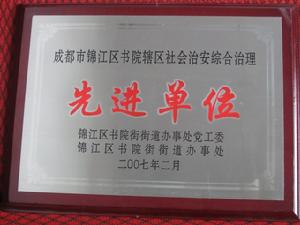 成都市锦江区书院辖区社会治安综合治理
先进单位
锦江区书院街街道办事处党工委
锦江区书院街街道办事处
二00七年二月